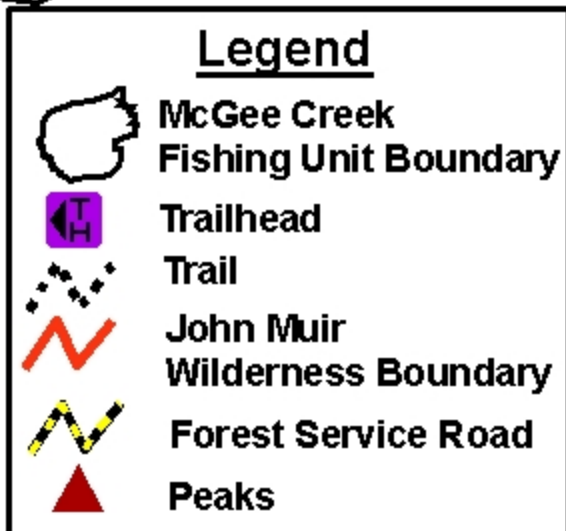 Legend
McGee Creek
Fishing Unit Boundary
TH
Trailhead
Trail
John Muir
Wilderness Boundary
Forest Service Road
Peaks